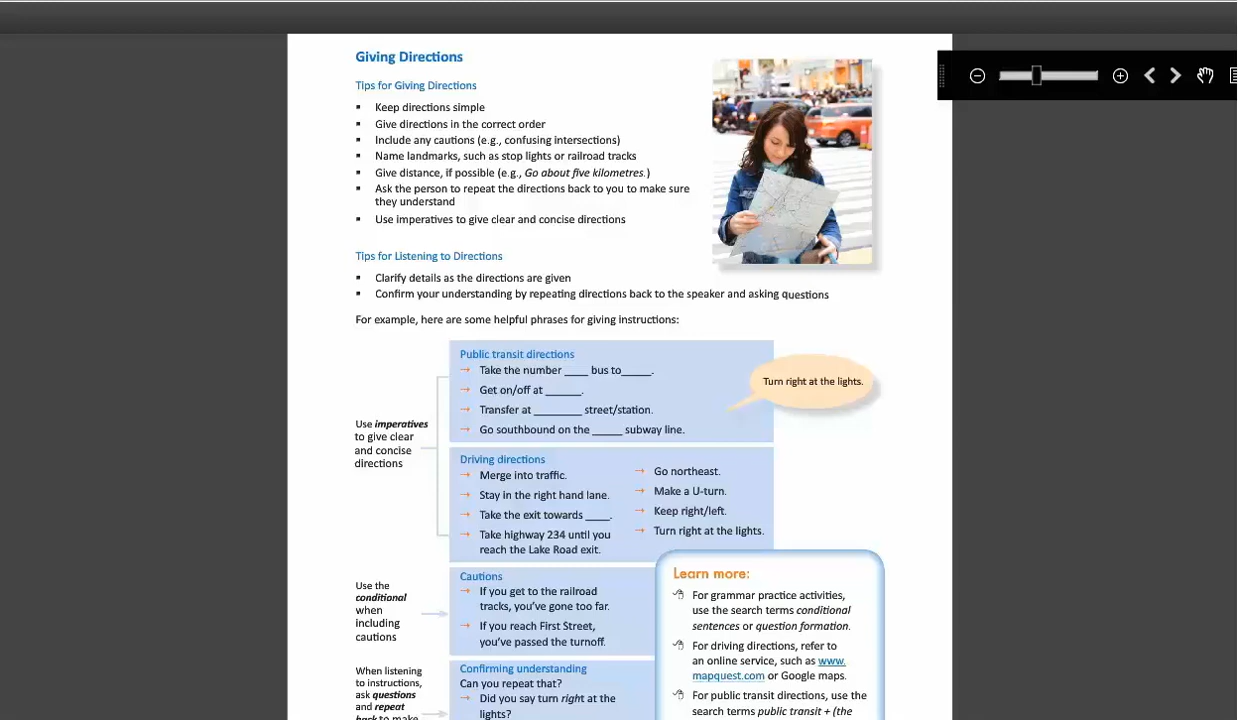 Giving Directions
Tips for Giving Directions
▪ Keep directions simple
▪ Give directions in the correct order
▪ Include any cautions (e.g., confusing intersections)
▪ Name landmarks, such as stop lights or railroad tracks
▪ Give distance, if possible (e.g., Go about five kilometres.)
▪ Ask the person to repeat the directions back to you to make sure
they understand
▪ Use imperatives to give clear and concise directions
Tips for Listening to Directions
▪ Clarify details as the directions are given
▪ Confirm your understanding by repeating directions back to the speaker and asking questions
For example, here are some helpful phrases for giving instructions:
Use imperatives
to give clear
and concise
directions
Public transit directions
→ Take the number ____ bus to_____.
→ Get on/off at ______.
→ Transfer at ________ street/station.
→ Go southbound on the _____ subway line.
Turn right at the lights.
Driving directions
→ Merge into traffic.
→ Stay in the right hand lane.
→ Take the exit towards ____.
→ Take highway 234 until you
reach the Lake Road exit.
→ Go northeast.
→ Make a U-turn.
→ Keep right/left.
→ Turn right at the lights.
Use the
conditional
when
including
cautions
Cautions
→ If you get to the railroad
tracks, you've gone too far.
→ If you reach First Street,
you've passed the turnoff.
When listening
to instructions,
ask questions
and repeat
back to make
Confirming understanding
Can you repeat that?
→ Did you say turn right at the
lights?
Learn more:
For grammar practice activities,
use the search terms conditional
sentences or question formation.
For driving directions, refer to
an online service, such as www.
mapquest.com or Google maps.
For public transit directions, use the
search terms public transit + (the